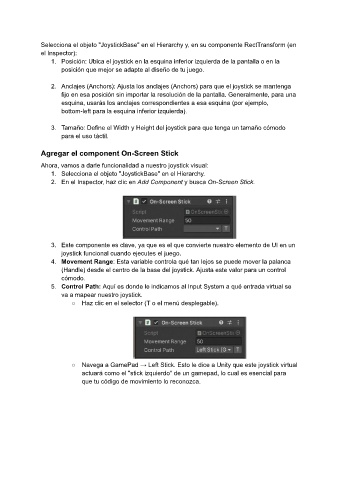 Selecciona el objeto "JoystickBase" en el Hierarchy y, en su componente RectTransform (en
el Inspector):
1. Posición: Ubica el joystick en la esquina inferior izquierda de la pantalla o en la
posición que mejor se adapte al diseño de tu juego.
2. Anclajes (Anchors): Ajusta los anclajes (Anchors) para que el joystick se mantenga
fijo en esa posición sin importar la resolución de la pantalla. Generalmente, para una
esquina, usarás los anclajes correspondientes a esa esquina (por ejemplo,
bottom-left para la esquina inferior izquierda).
3. Tamaño: Define el Width y Height del joystick para que tenga un tamaño cómodo
para el uso táctil.
Agregar el component On-Screen Stick
Ahora, vamos a darle funcionalidad a nuestro joystick visual:
1. Selecciona el objeto "JoystickBase" en el Hierarchy.
2. En el Inspector, haz clic en Add Component y busca On-Screen Stick.
On-Screen Stick
Script OnScreenStic
Movement Range 50
Control Path T
3. Este componente es clave, ya que es el que convierte nuestro elemento de UI en un
joystick funcional cuando ejecutes el juego.
4. Movement Range: Esta variable controla qué tan lejos se puede mover la palanca
(Handle) desde el centro de la base del joystick. Ajusta este valor para un control
cómodo.
5. Control Path: Aquí es donde le indicamos al Input System a qué entrada virtual se
va a mapear nuestro joystick.
○ Haz clic en el selector (T o el menú desplegable).
On-Screen Stick
Script OnScreenStic
Movement Range 50
Control Path Left Stick [G T
○ Navega a GamePad → Left Stick. Esto le dice a Unity que este joystick virtual
actuará como el "stick izquierdo" de un gamepad, lo cual es esencial para
que tu código de movimiento lo reconozca.